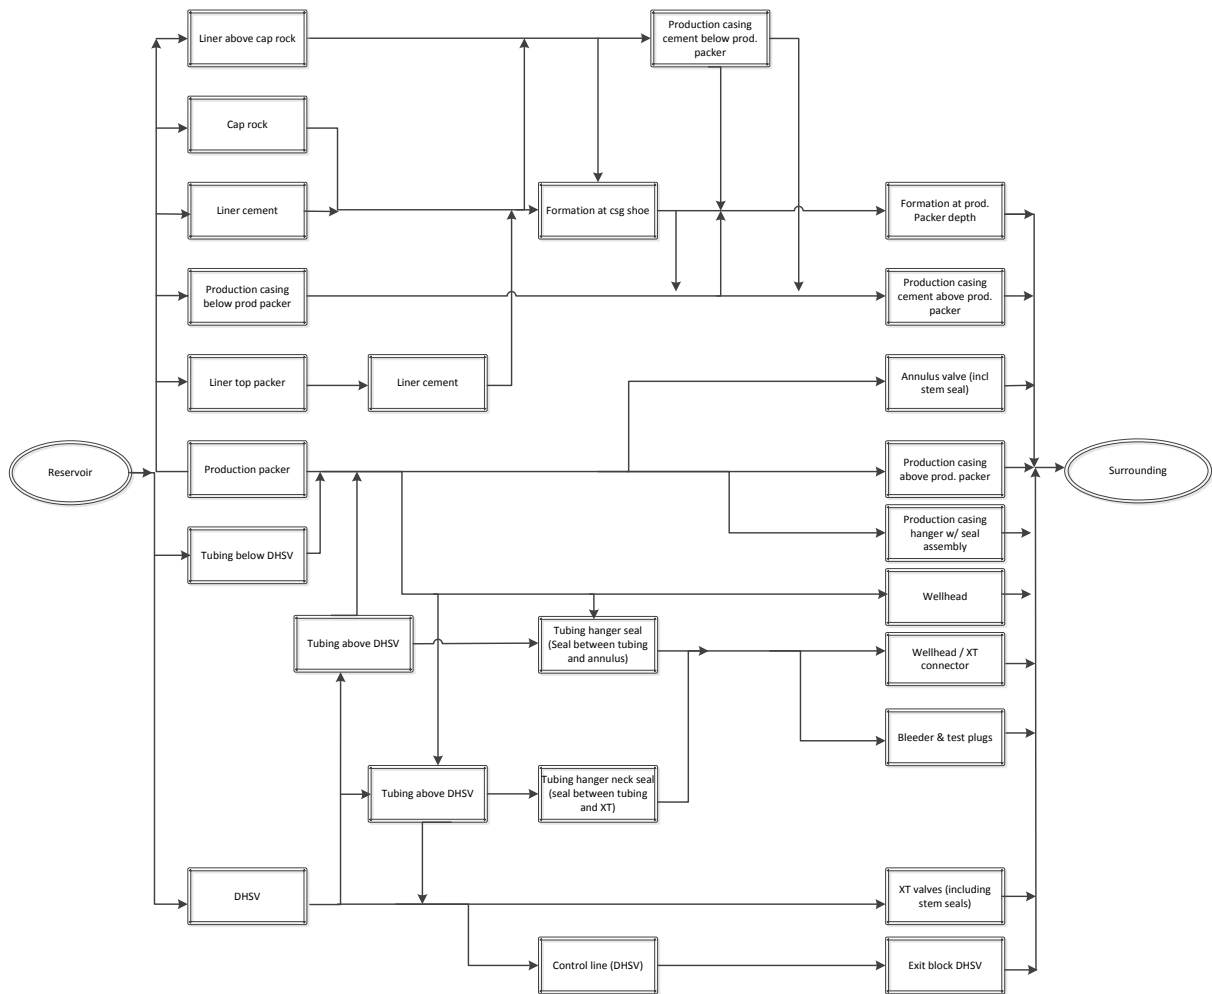 Liner above cap rock
Production casing
cement below prod.
packer
Cap rock
Liner cement
Formation at csg shoe
Formation at prod.
Packer depth
Production casing
below prod packer
Production casing
cement above prod.
packer
Liner top packer
Liner cement
Annulus valve (incl
stem seal)
Reservoir
Production packer
Production casing
above prod. packer
Surrounding
Production casing
hanger w/ seal
assembly
Tubing below DHSV
Wellhead
Tubing above DHSV
Tubing hanger seal
(Seal between tubing
and annulus)
Wellhead / XT
connector
Bleeder & test plugs
Tubing above DHSV
Tubing hanger neck seal
(seal between tubing
and XT)
DHSV
XT valves (including
stem seals)
Control line (DHSV)
Exit block DHSV